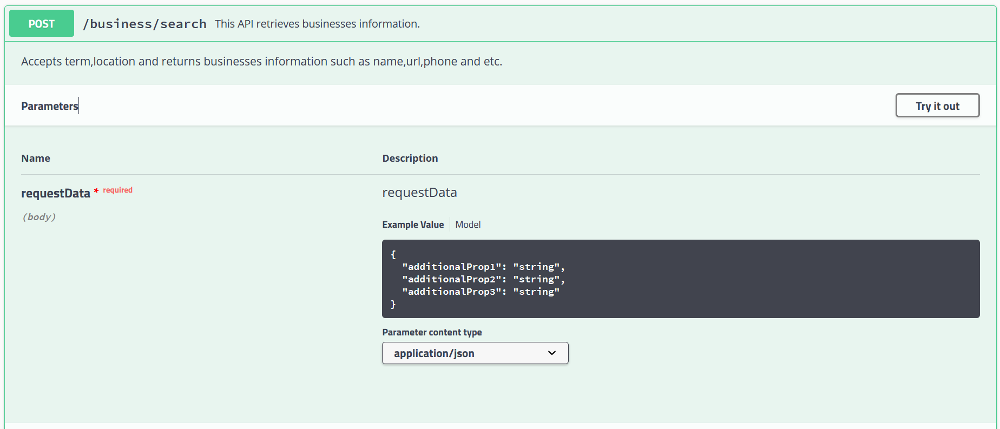 POST /business/search This API retrieves businesses information.
Accepts term,location and returns businesses information such as name,url,phone and etc.
Parameters Try it out
Name Description
requestData * required requestData
(body)
Example Value Model
{
"additionalProp1": "string",
"additionalProp2": "string",
"additionalProp3": "string"
}
Parameter content type
application/json